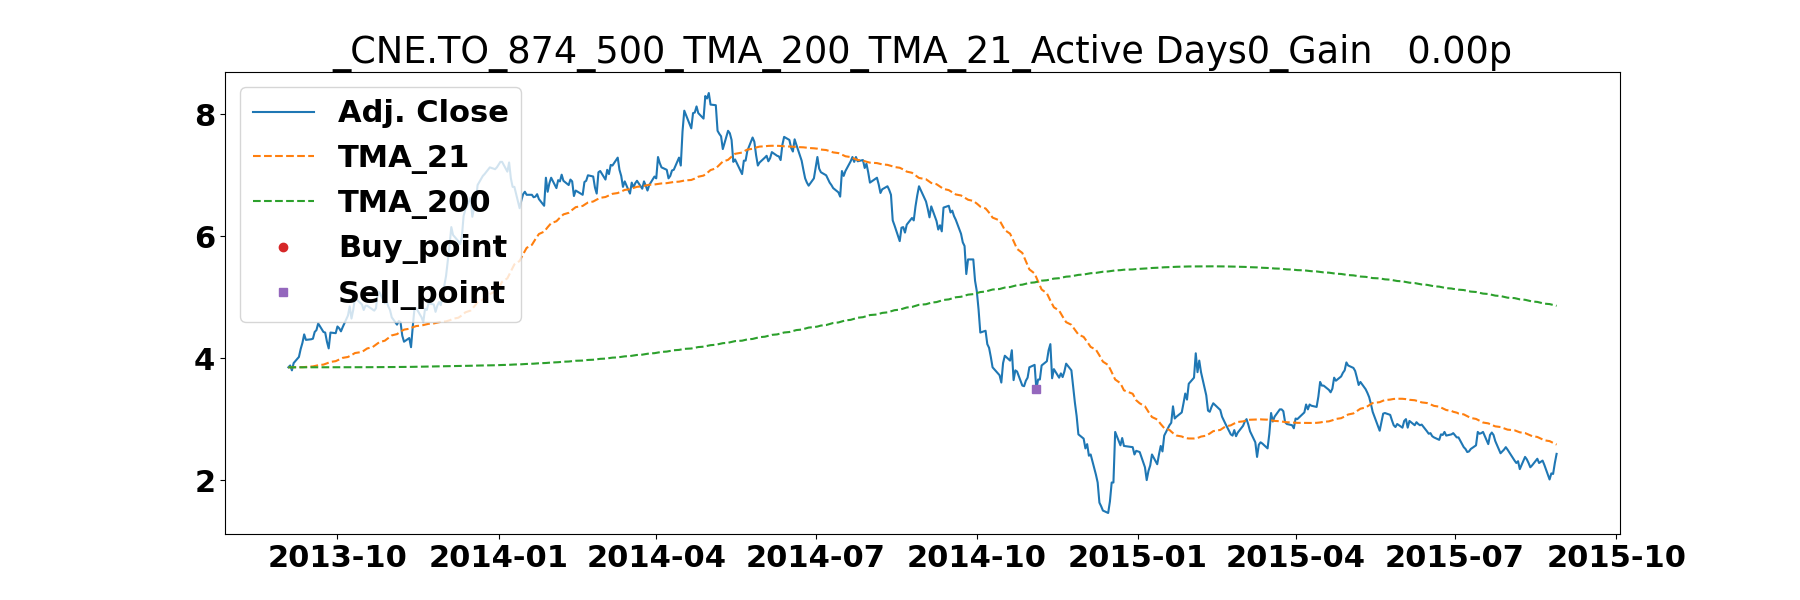 _CNE.TO_874_500_TMA_200_TMA_21_Active Days0_Gain   0.00p
Adj. Close
TMA_21
TMA_200
Buy_point
Sell_point
8
6
4
2
2013-10 2014-01 2014-04 2014-07 2014-10 2015-01 2015-04 2015-07 2015-10